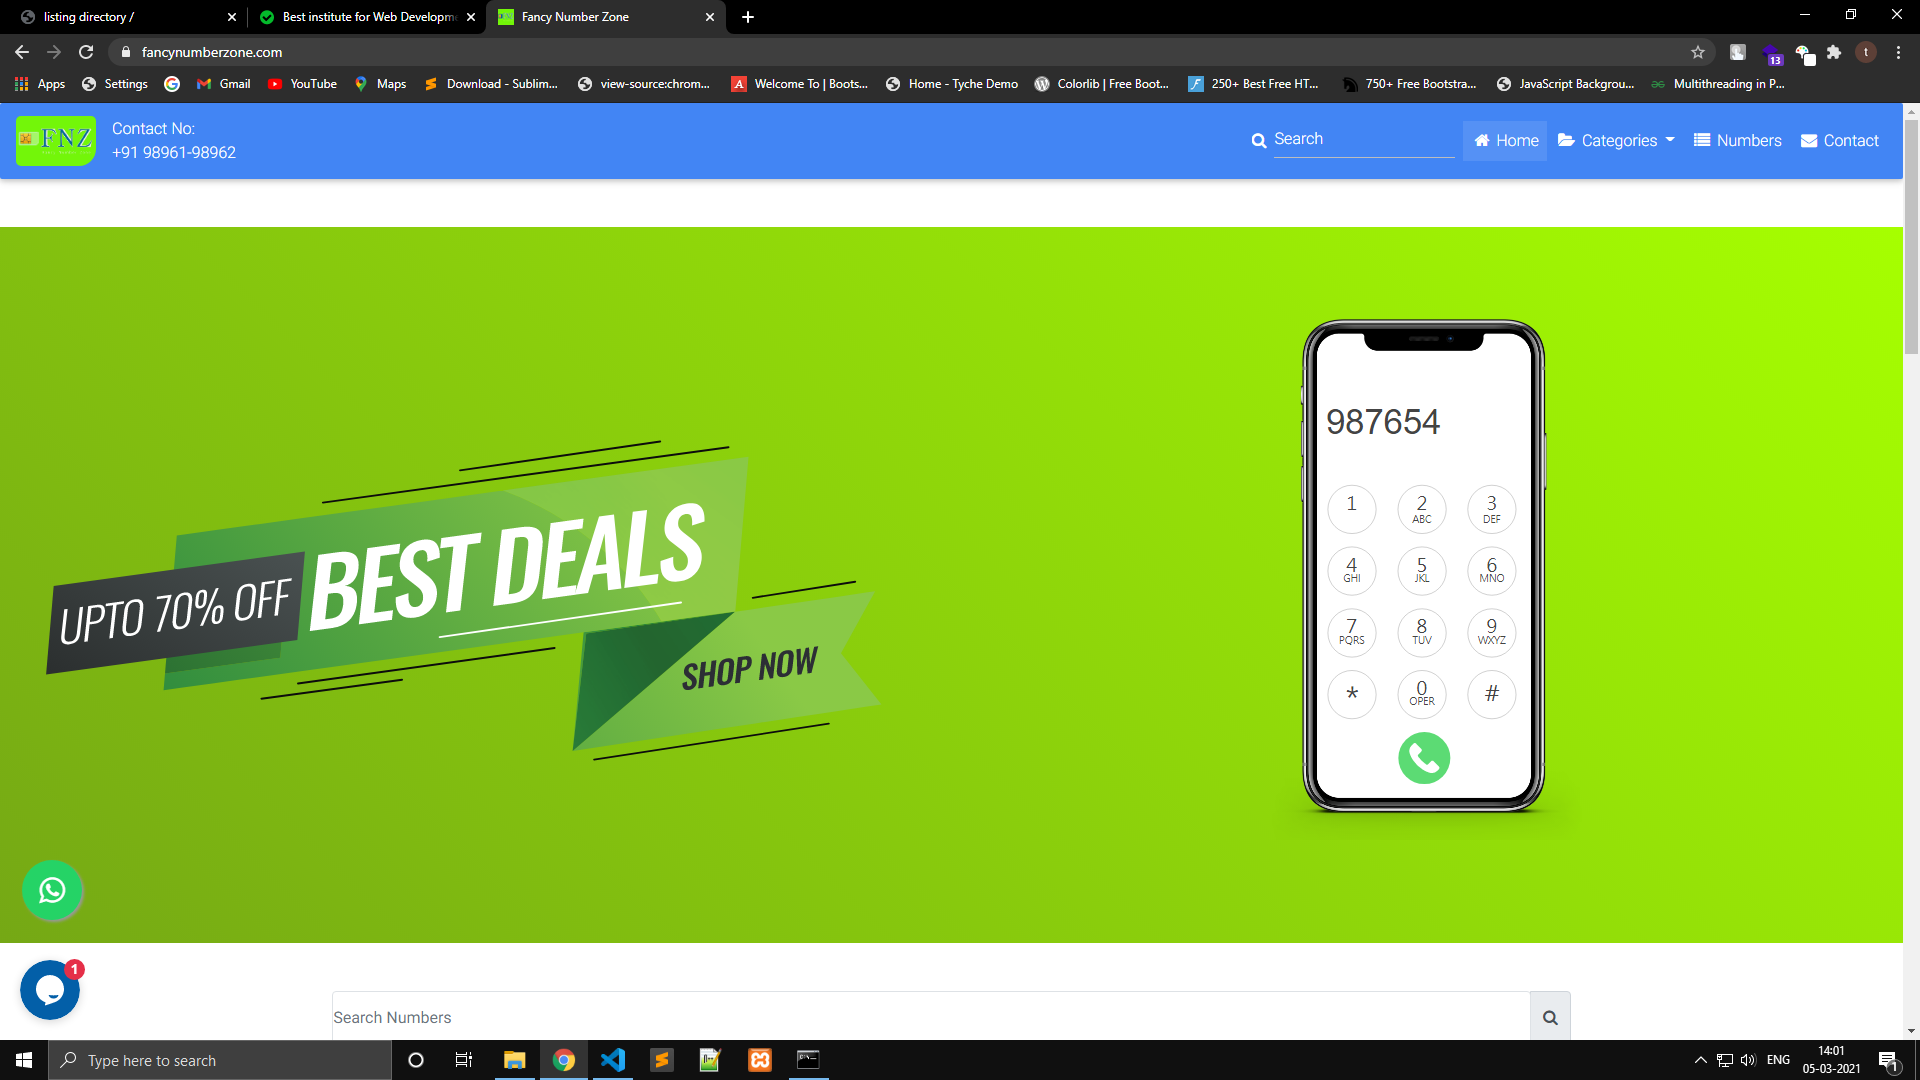 listing directory /
Best institute for Web Developme
Fancy Number Zone
fancynumberzone.com
t
13
Apps
Settings
Gmail
YouTube
Maps
Download - Sublim...
view-source:chrom...
Welcome To | Boots...
Home - Tyche Demo
Colorlib | Free Boot...
250+ Best Free HT...
750+ Free Bootstra...
JavaScript Backgrou...
Multithreading in P...
FNZ
Contact No:
+91 98961-98962
Search
Home
Categories
Numbers
Contact
UPTO 70% OFF
BEST DEALS
SHOP NOW
987654
1
2
ABC
3
DEF
4
GHI
5
JKL
6
MNO
7
PQRS
8
TUV
9
WXYZ
*
0
OPER
#
1
Search Numbers
Type here to search
ENG
14:01
05-03-2021
1